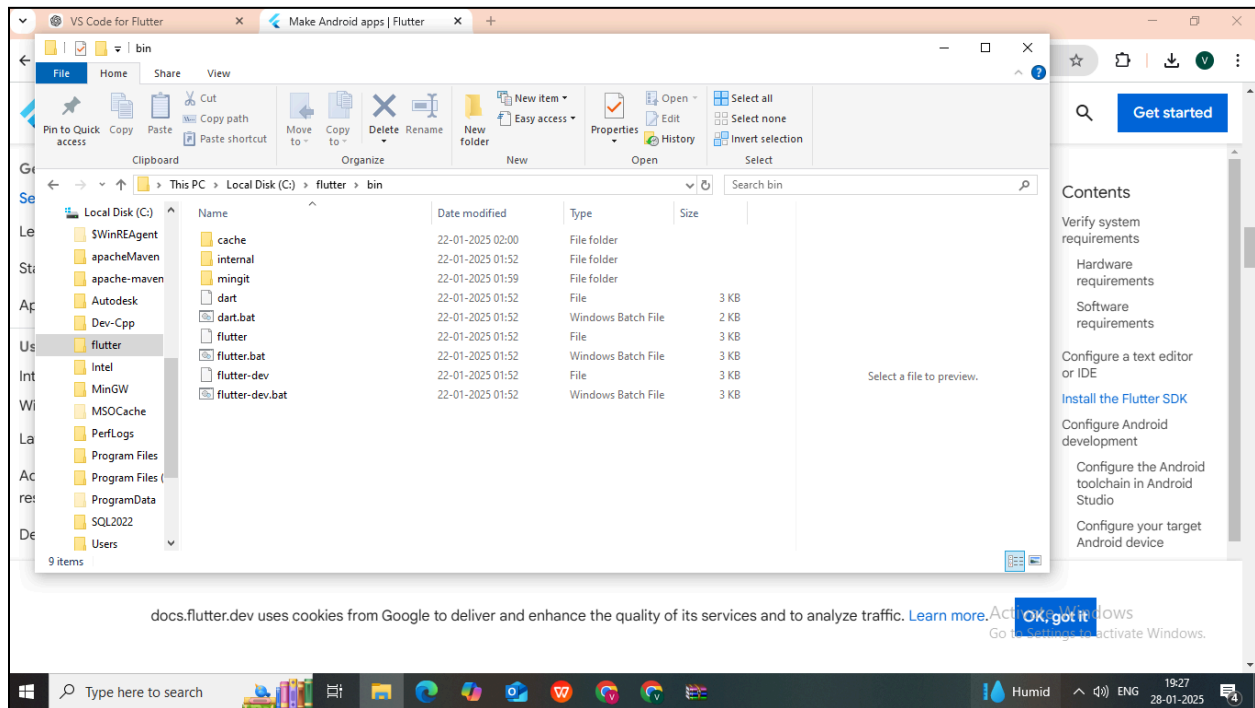 VS Code for Flutter
Make Android apps | Flutter
bin
File Home Share View
Pin to Quick access
Copy
Paste
Cut
Copy path
Paste shortcut
Move to
Copy to
Delete
Rename
New folder
New item
Easy access
Properties
Open
Edit
History
Select all
Select none
Invert selection
Clipboard Organize New Open Select
This PC > Local Disk (C:) > flutter > bin
Search bin
Local Disk (C:)
$WinREAgent
apacheMaven
apache-maven
Autodesk
Dev-Cpp
flutter
Intel
MinGW
MSOCache
PerfLogs
Program Files
Program Files (
ProgramData
SQL2022
Users
Name Date modified Type Size
cache 22-01-2025 02:00 File folder
internal 22-01-2025 01:52 File folder
mingit 22-01-2025 01:59 File folder
dart 22-01-2025 01:52 File 3 KB
dart.bat 22-01-2025 01:52 Windows Batch File 2 KB
flutter 22-01-2025 01:52 File 3 KB
flutter.bat 22-01-2025 01:52 Windows Batch File 3 KB
flutter-dev 22-01-2025 01:52 File 3 KB
flutter-dev.bat 22-01-2025 01:52 Windows Batch File 3 KB
Select a file to preview.
9 items
V
Get started
Contents
Verify system
requirements
Hardware
requirements
Software
requirements
Configure a text editor
or IDE
Install the Flutter SDK
Configure Android
development
Configure the Android
toolchain in Android
Studio
Configure your target
Android device
docs.flutter.dev uses cookies from Google to deliver and enhance the quality of its services and to analyze traffic. Learn more.
OK, got it
Activate Windows
Go to Settings to activate Windows.
Type here to search
Humid
ENG
19:27
28-01-2025
4